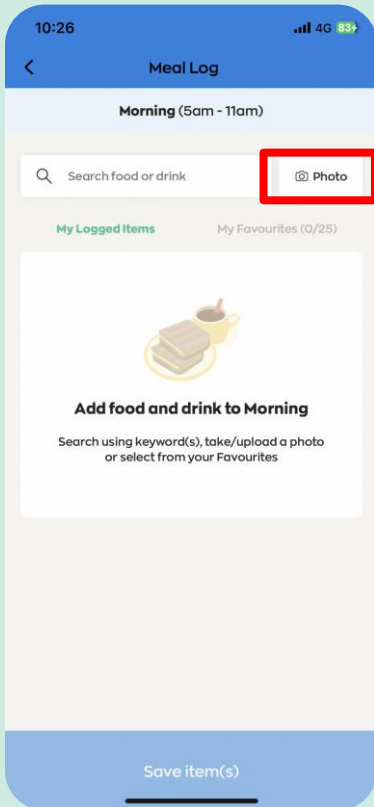 10:26 4G 83
Meal Log
Morning (5am - 11am)
Search food or drink Photo
My Logged Items My Favourites (0/25)
Add food and drink to Morning
Search using keyword(s), take/upload a photo
or select from your Favourites
Save item(s)